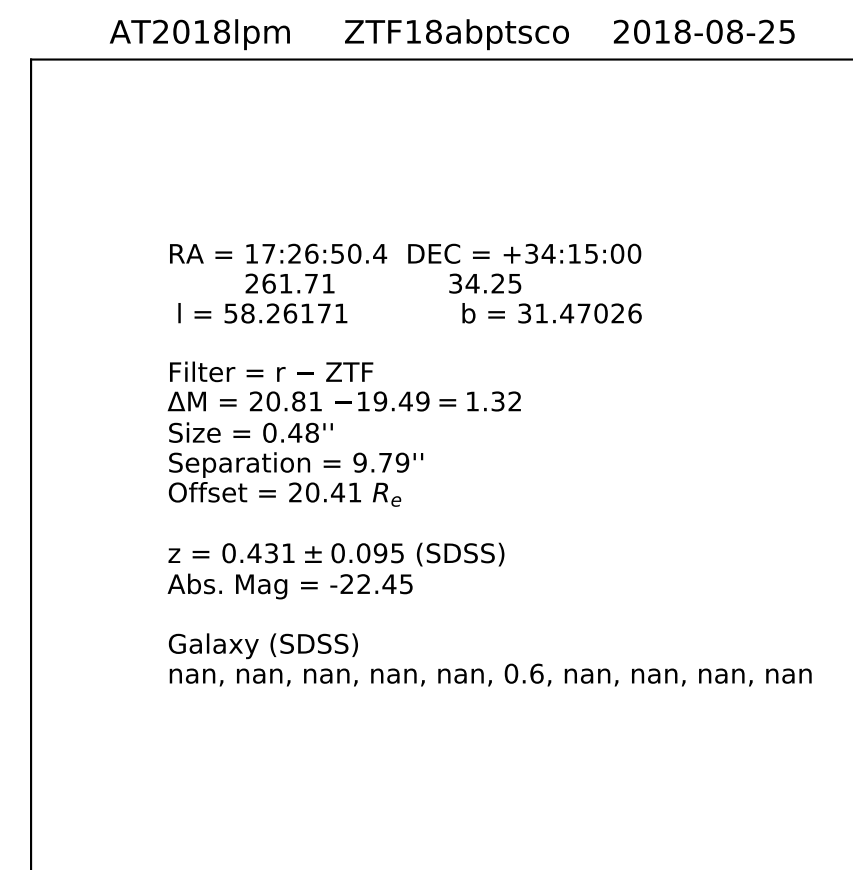 AT2018lpm ZTF18abptsco 2018-08-25
RA = 17:26:50.4 DEC = +34:15:00
261.71 34.25
l = 58.26171 b = 31.47026
Filter = r − ZTF
ΔM = 20.81 −19.49 = 1.32
Size = 0.48''
Separation = 9.79''
Offset = 20.41 Re
z = 0.431 ± 0.095 (SDSS)
Abs. Mag = -22.45
Galaxy (SDSS)
nan, nan, nan, nan, nan, 0.6, nan, nan, nan, nan